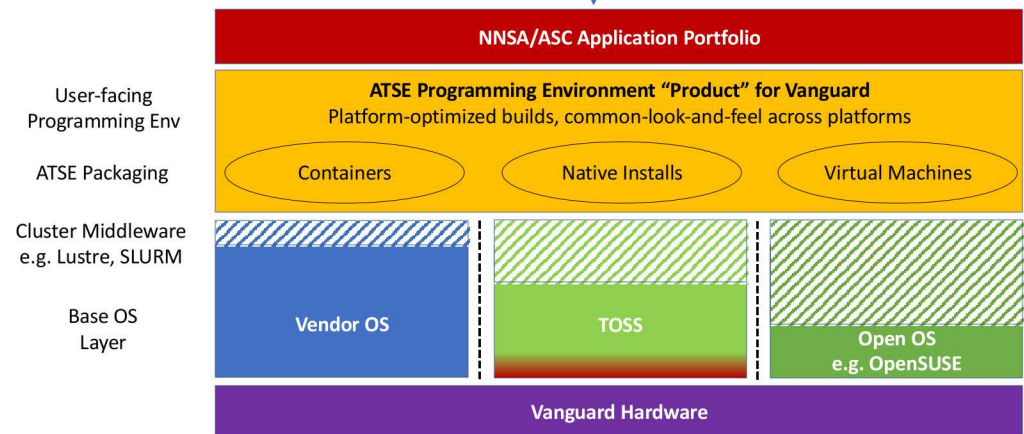 NNSA/ASC Application Portfolio
User-facing
Programming Env
ATSE Programming Environment “Product” for Vanguard
Platform-optimized builds, common-look-and-feel across platforms
ATSE Packaging
Containers
Native Installs
Virtual Machines
Cluster Middleware
e.g. Lustre, SLURM
Base OS
Layer
Vendor OS
TOSS
Open OS
e.g. OpenSUSE
Vanguard Hardware